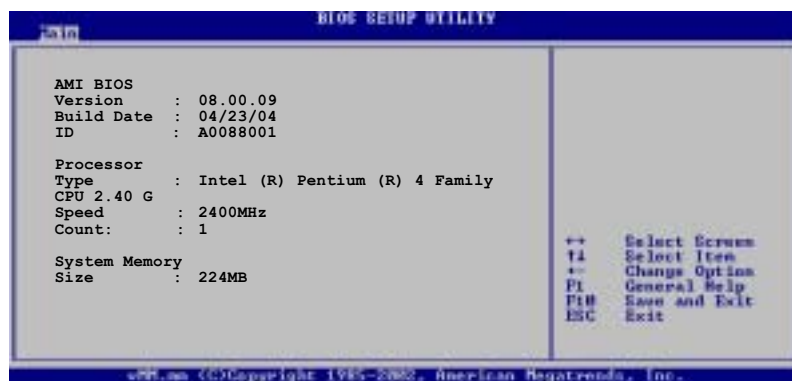 BIOS SETUP UTILITY
Main
AMI BIOS
Version : 08.00.09
Build Date : 04/23/04
ID : A0088001
Processor
Type : Intel (R) Pentium (R) 4 Family
CPU 2.40 G
Speed : 2400MHz
Count: : 1
System Memory
Size : 224MB
↔ Select Screen
↑↓ Select Item
+- Change Option
F1 General Help
F10 Save and Exit
ESC Exit
(C)Copyright 1985-2002, American Megatrends, Inc.